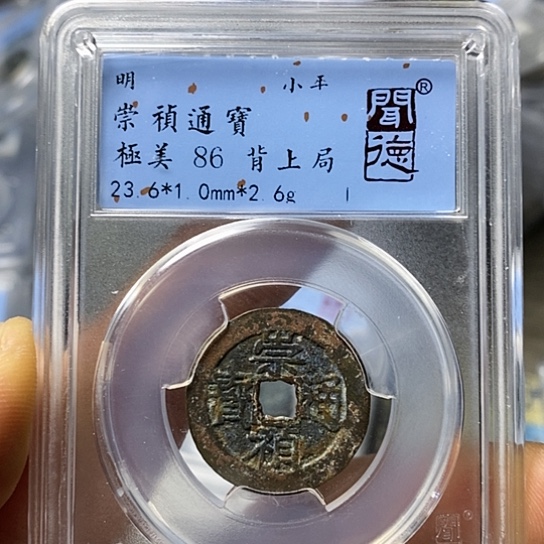 明 小平
崇禎通寶
極美 86 背上局
23.6*1.0mm*2.6g
聞德®
崇禎通寶